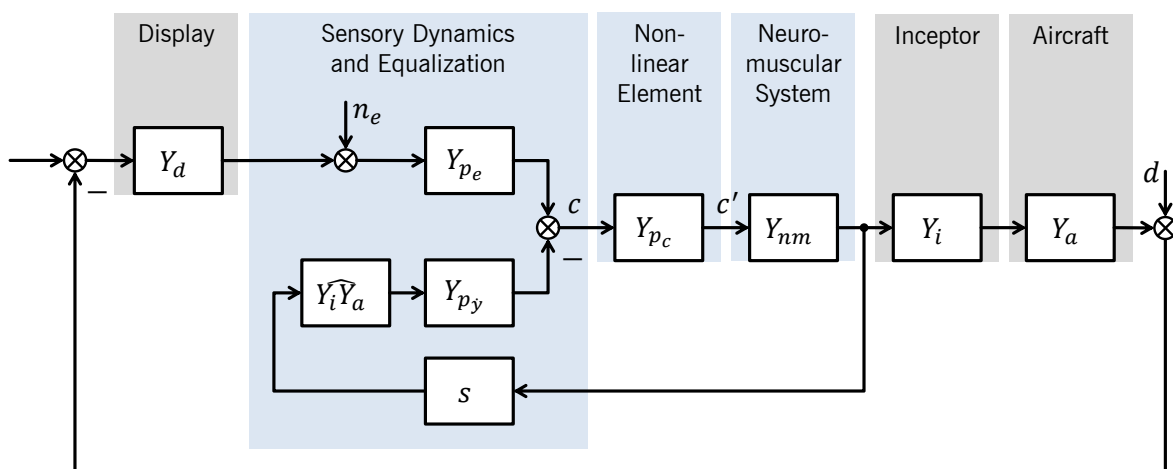 Display
Sensory Dynamics
and Equalization
Non-
linear
Element
Neuro-
muscular
System
Inceptor
Aircraft
n_e
Y_d
Y_{p_e}
−
c
Y_{p_c}
c′
Y_{nm}
Y_i
Y_a
d
−
\widehat{Y_i Y_a}
Y_{p_{\dot{y}}}
s